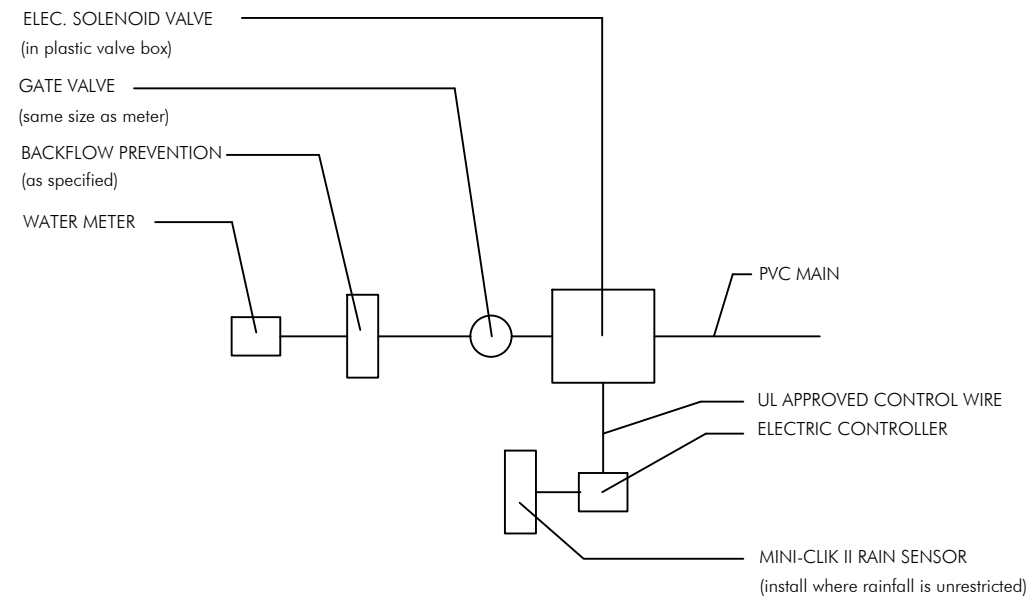 ELEC. SOLENOID VALVE
(in plastic valve box)
GATE VALVE
(same size as meter)
BACKFLOW PREVENTION
(as specified)
WATER METER
PVC MAIN
UL APPROVED CONTROL WIRE
ELECTRIC CONTROLLER
MINI-CLIK II RAIN SENSOR
(install where rainfall is unrestricted)